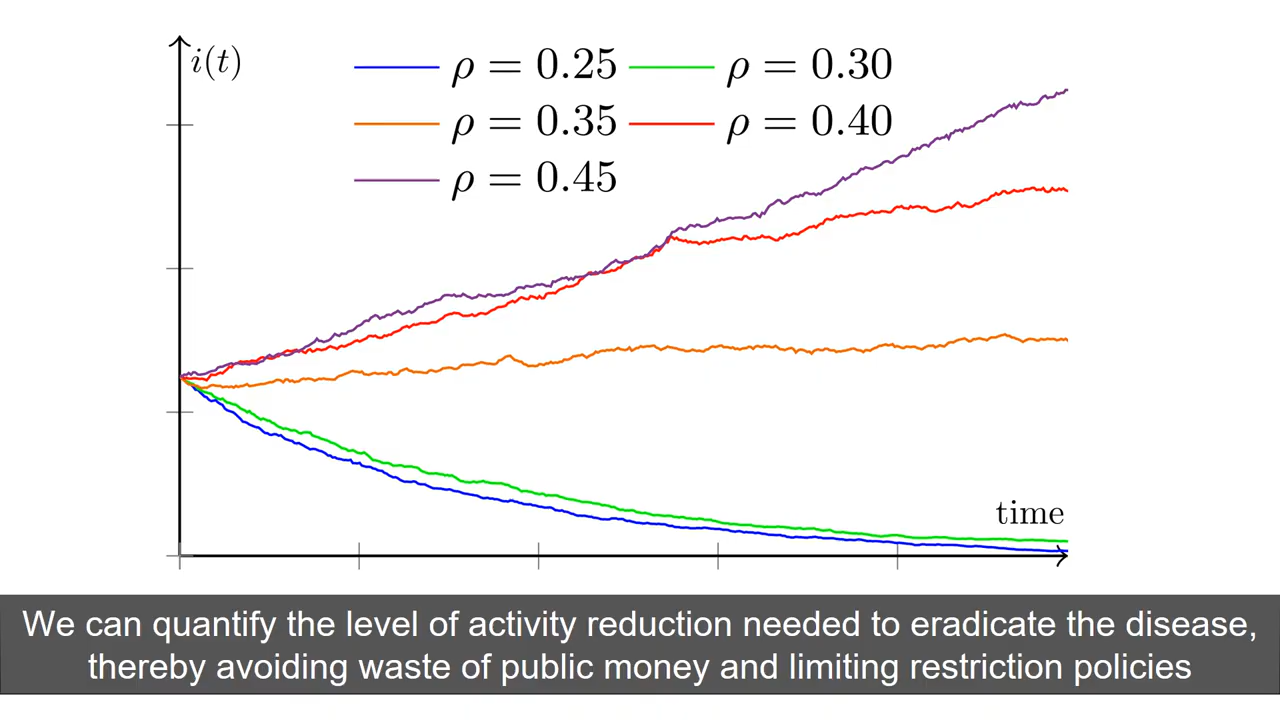 i(t)
ρ = 0.25 ρ = 0.30
ρ = 0.35 ρ = 0.40
ρ = 0.45
time
We can quantify the level of activity reduction needed to eradicate the disease,
thereby avoiding waste of public money and limiting restriction policies